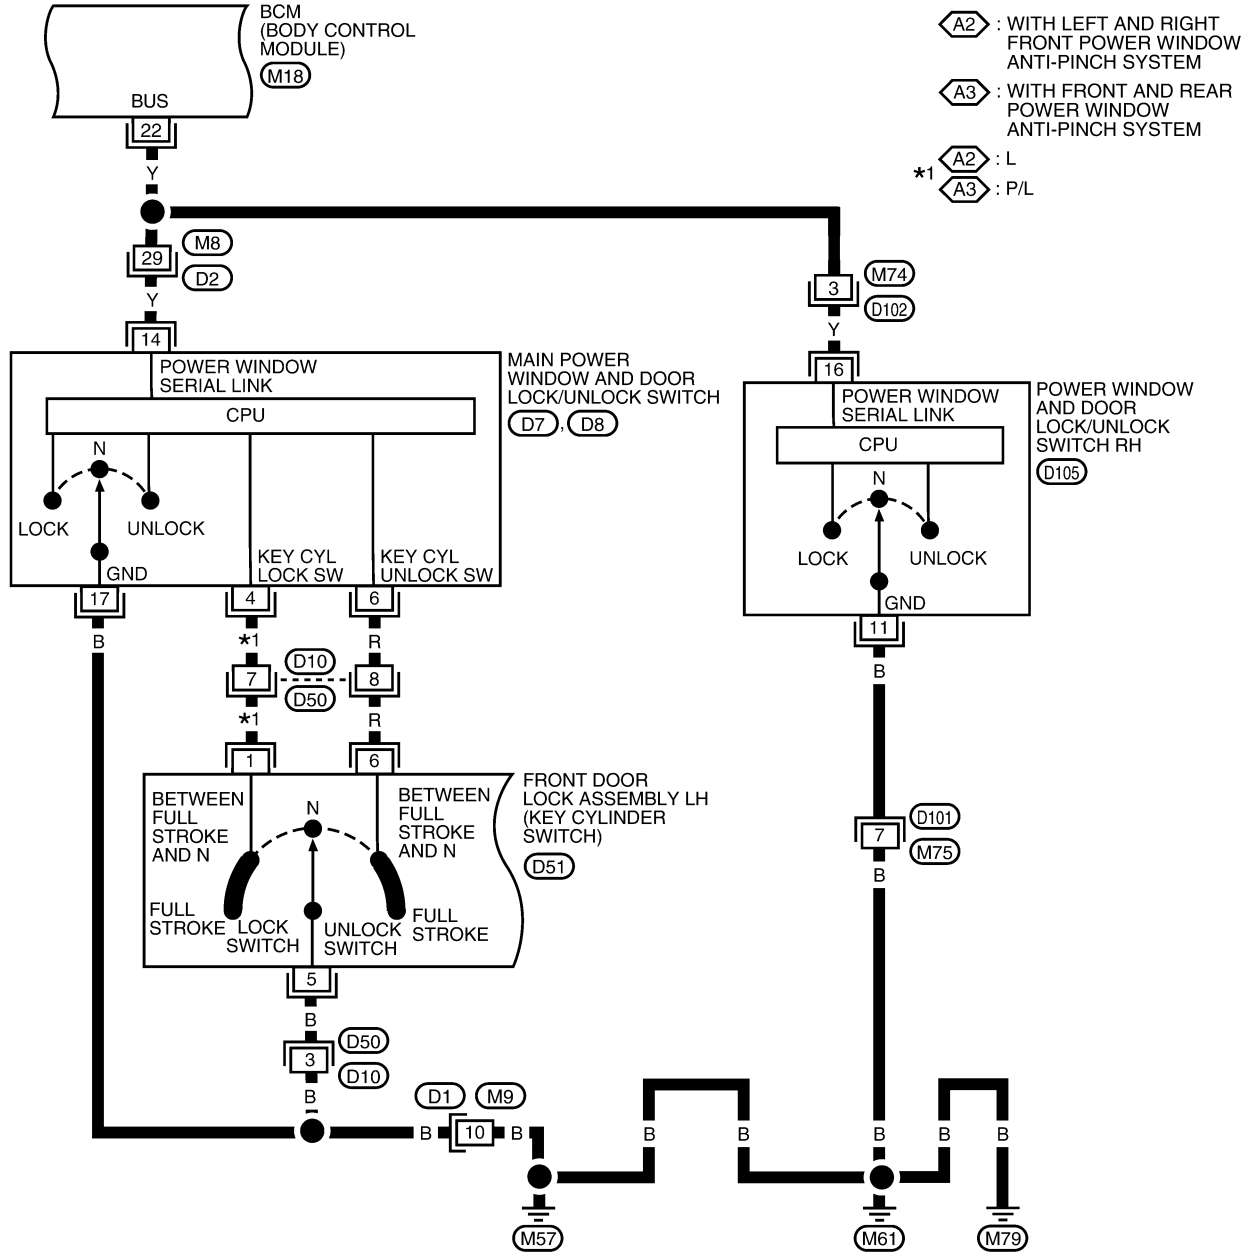 BCM
(BODY CONTROL
MODULE)
M18
BUS
22
Y
A2 : WITH LEFT AND RIGHT
FRONT POWER WINDOW
ANTI-PINCH SYSTEM
A3 : WITH FRONT AND REAR
POWER WINDOW
ANTI-PINCH SYSTEM
*1 A2 : L
A3 : P/L
29
M8
D2
Y
14
3
M74
D102
Y
16
POWER WINDOW
SERIAL LINK
CPU
N
LOCK
UNLOCK
GND
KEY CYL
LOCK SW
KEY CYL
UNLOCK SW
MAIN POWER
WINDOW AND DOOR
LOCK/UNLOCK SWITCH
D7 , D8
POWER WINDOW
SERIAL LINK
CPU
N
LOCK
UNLOCK
GND
POWER WINDOW
AND DOOR
LOCK/UNLOCK
SWITCH RH
D105
17
4
6
11
B
*1
R
B
7
D10
D50
8
*1
R
1
6
BETWEEN
FULL
STROKE
AND N
N
BETWEEN
FULL
STROKE
AND N
FULL
STROKE
LOCK
SWITCH
UNLOCK
SWITCH
FULL
STROKE
FRONT DOOR
LOCK ASSEMBLY LH
(KEY CYLINDER
SWITCH)
D51
7
D101
M75
B
5
B
3
D50
D10
B
D1
M9
B
10
B
B
B
B
B
B
M57
M61
M79